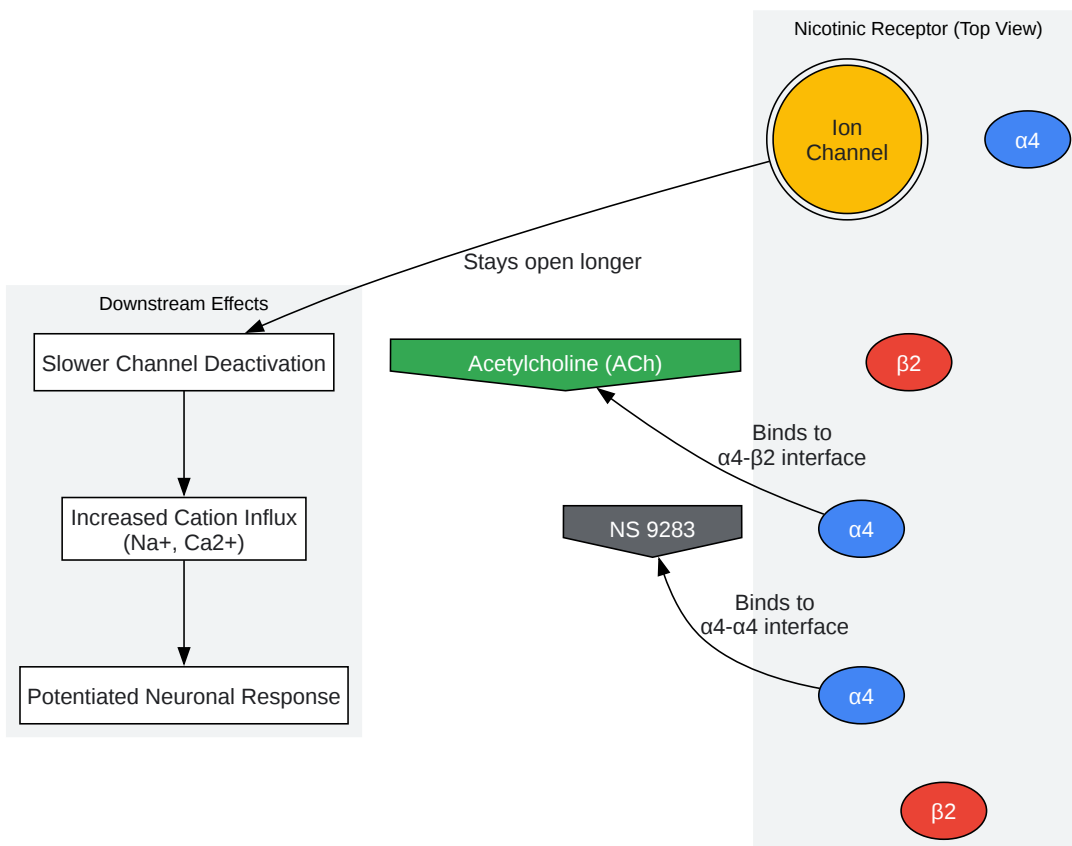 Nicotinic Receptor (Top View)
Ion
Channel
α4
Stays open longer
Downstream Effects
Slower Channel Deactivation
Acetylcholine (ACh)
β2
Binds to
α4-β2 interface
Increased Cation Influx
(Na+, Ca2+)
NS 9283
α4
Binds to
α4-α4 interface
Potentiated Neuronal Response
α4
β2